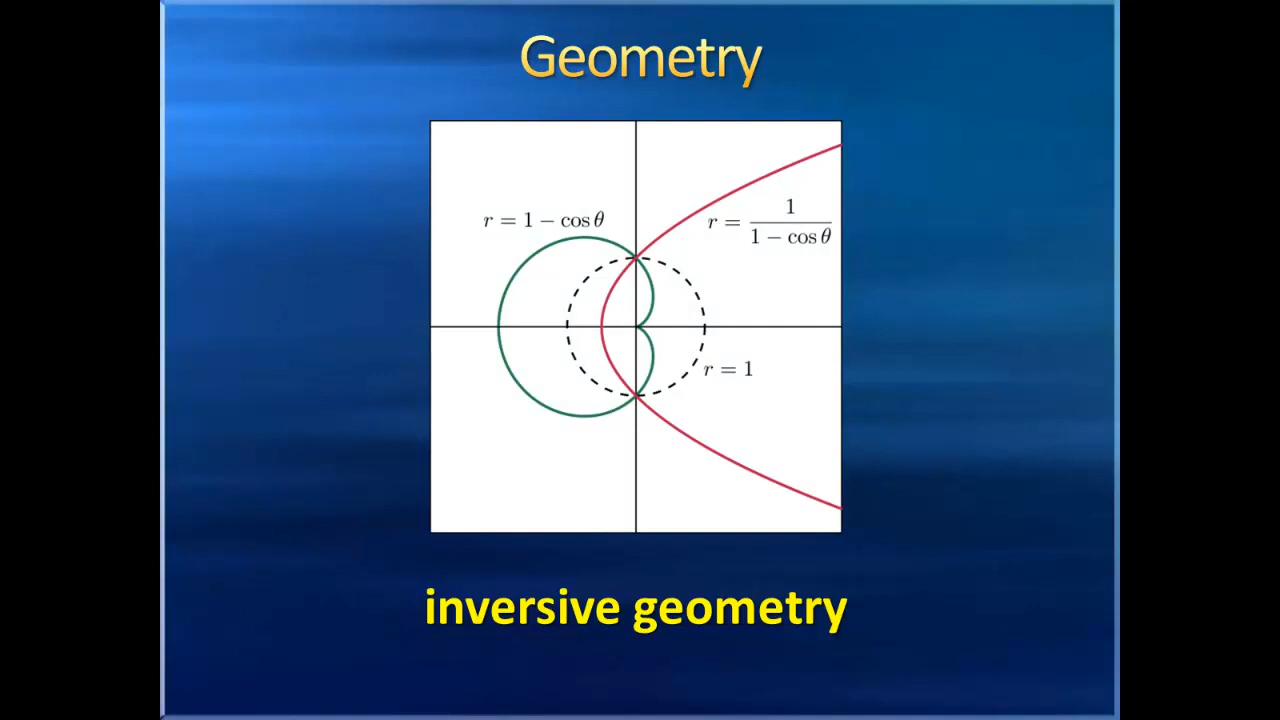 Geometry
r = 1 − cos θ
r = 1 / (1 − cos θ)
r = 1
inversive geometry